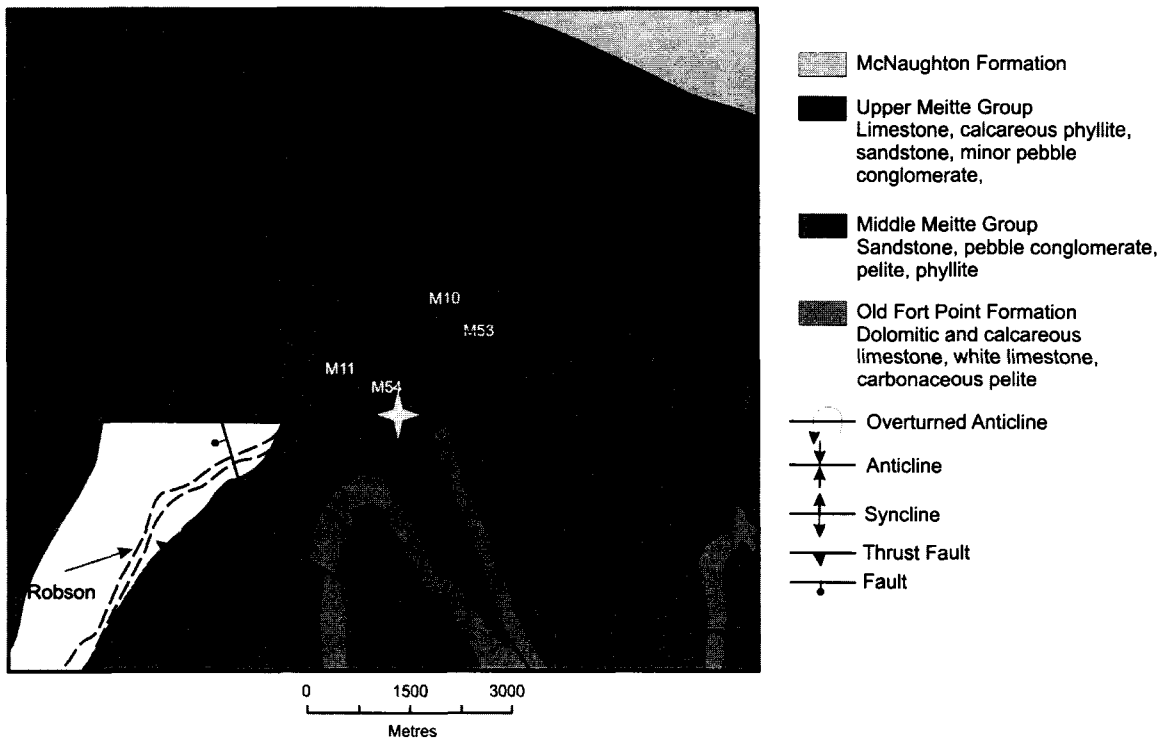 M10
M53
M11
M54
Robson
0 1500 3000
Metres
McNaughton Formation
Upper Meitte Group
Limestone, calcareous phyllite,
sandstone, minor pebble
conglomerate,
Middle Meitte Group
Sandstone, pebble conglomerate,
pelite, phyllite
Old Fort Point Formation
Dolomitic and calcareous
limestone, white limestone,
carbonaceous pelite
Overturned Anticline
Anticline
Syncline
Thrust Fault
Fault